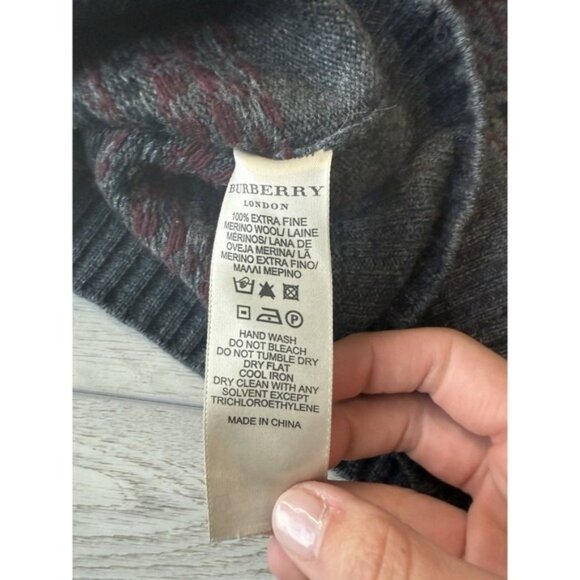 BURBERRY
LONDON
100% EXTRA FINE
MERINO WOOL/ LAINE
MÉRINOS/ LANA DE
OVEJA MERINA/ LÃ
MERINO EXTRA FINO/
ΜΑΛΛΙ ΜΕΡΙΝΟ
P
HAND WASH
DO NOT BLEACH
DO NOT TUMBLE DRY
DRY FLAT
COOL IRON
DRY CLEAN WITH ANY
SOLVENT EXCEPT
TRICHLOROETHYLENE
MADE IN CHINA